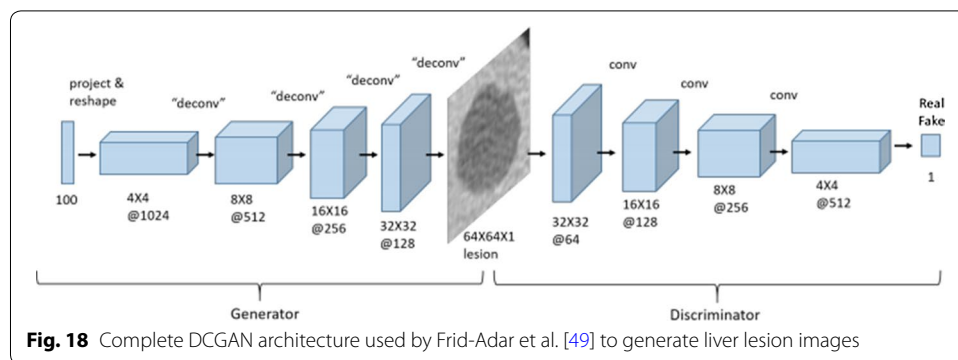 project &
reshape
"deconv"
"deconv"
"deconv"
"deconv"
conv
conv
conv
Real
Fake
100
4X4
@1024
8X8
@512
16X16
@256
32X32
@128
64X64X1
lesion
32X32
@64
16X16
@128
8X8
@256
4X4
@512
1
Generator
Discriminator
Fig. 18 Complete DCGAN architecture used by Frid-Adar et al. [49] to generate liver lesion images